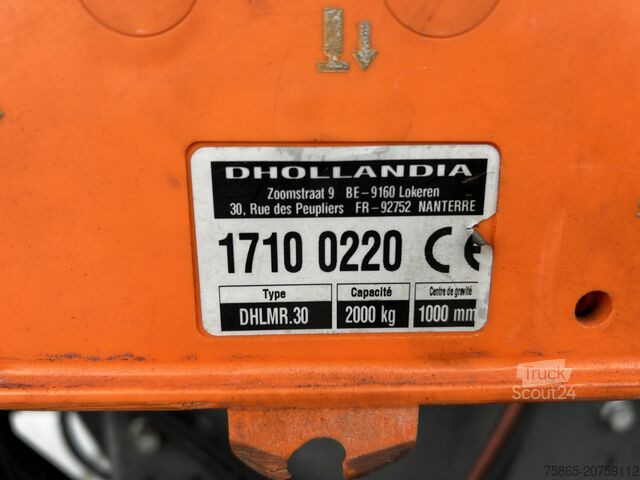 DHOLLANDIA
Zoomstraat 9 BE-9160 Lokeren
30, Rue des Peupliers FR-92752 NANTERRE
1710 0220 CE
Type Capacité Centre de gravité
DHLMR.30 2000 kg 1000 mm
Truck
Scout24
75865-20759112